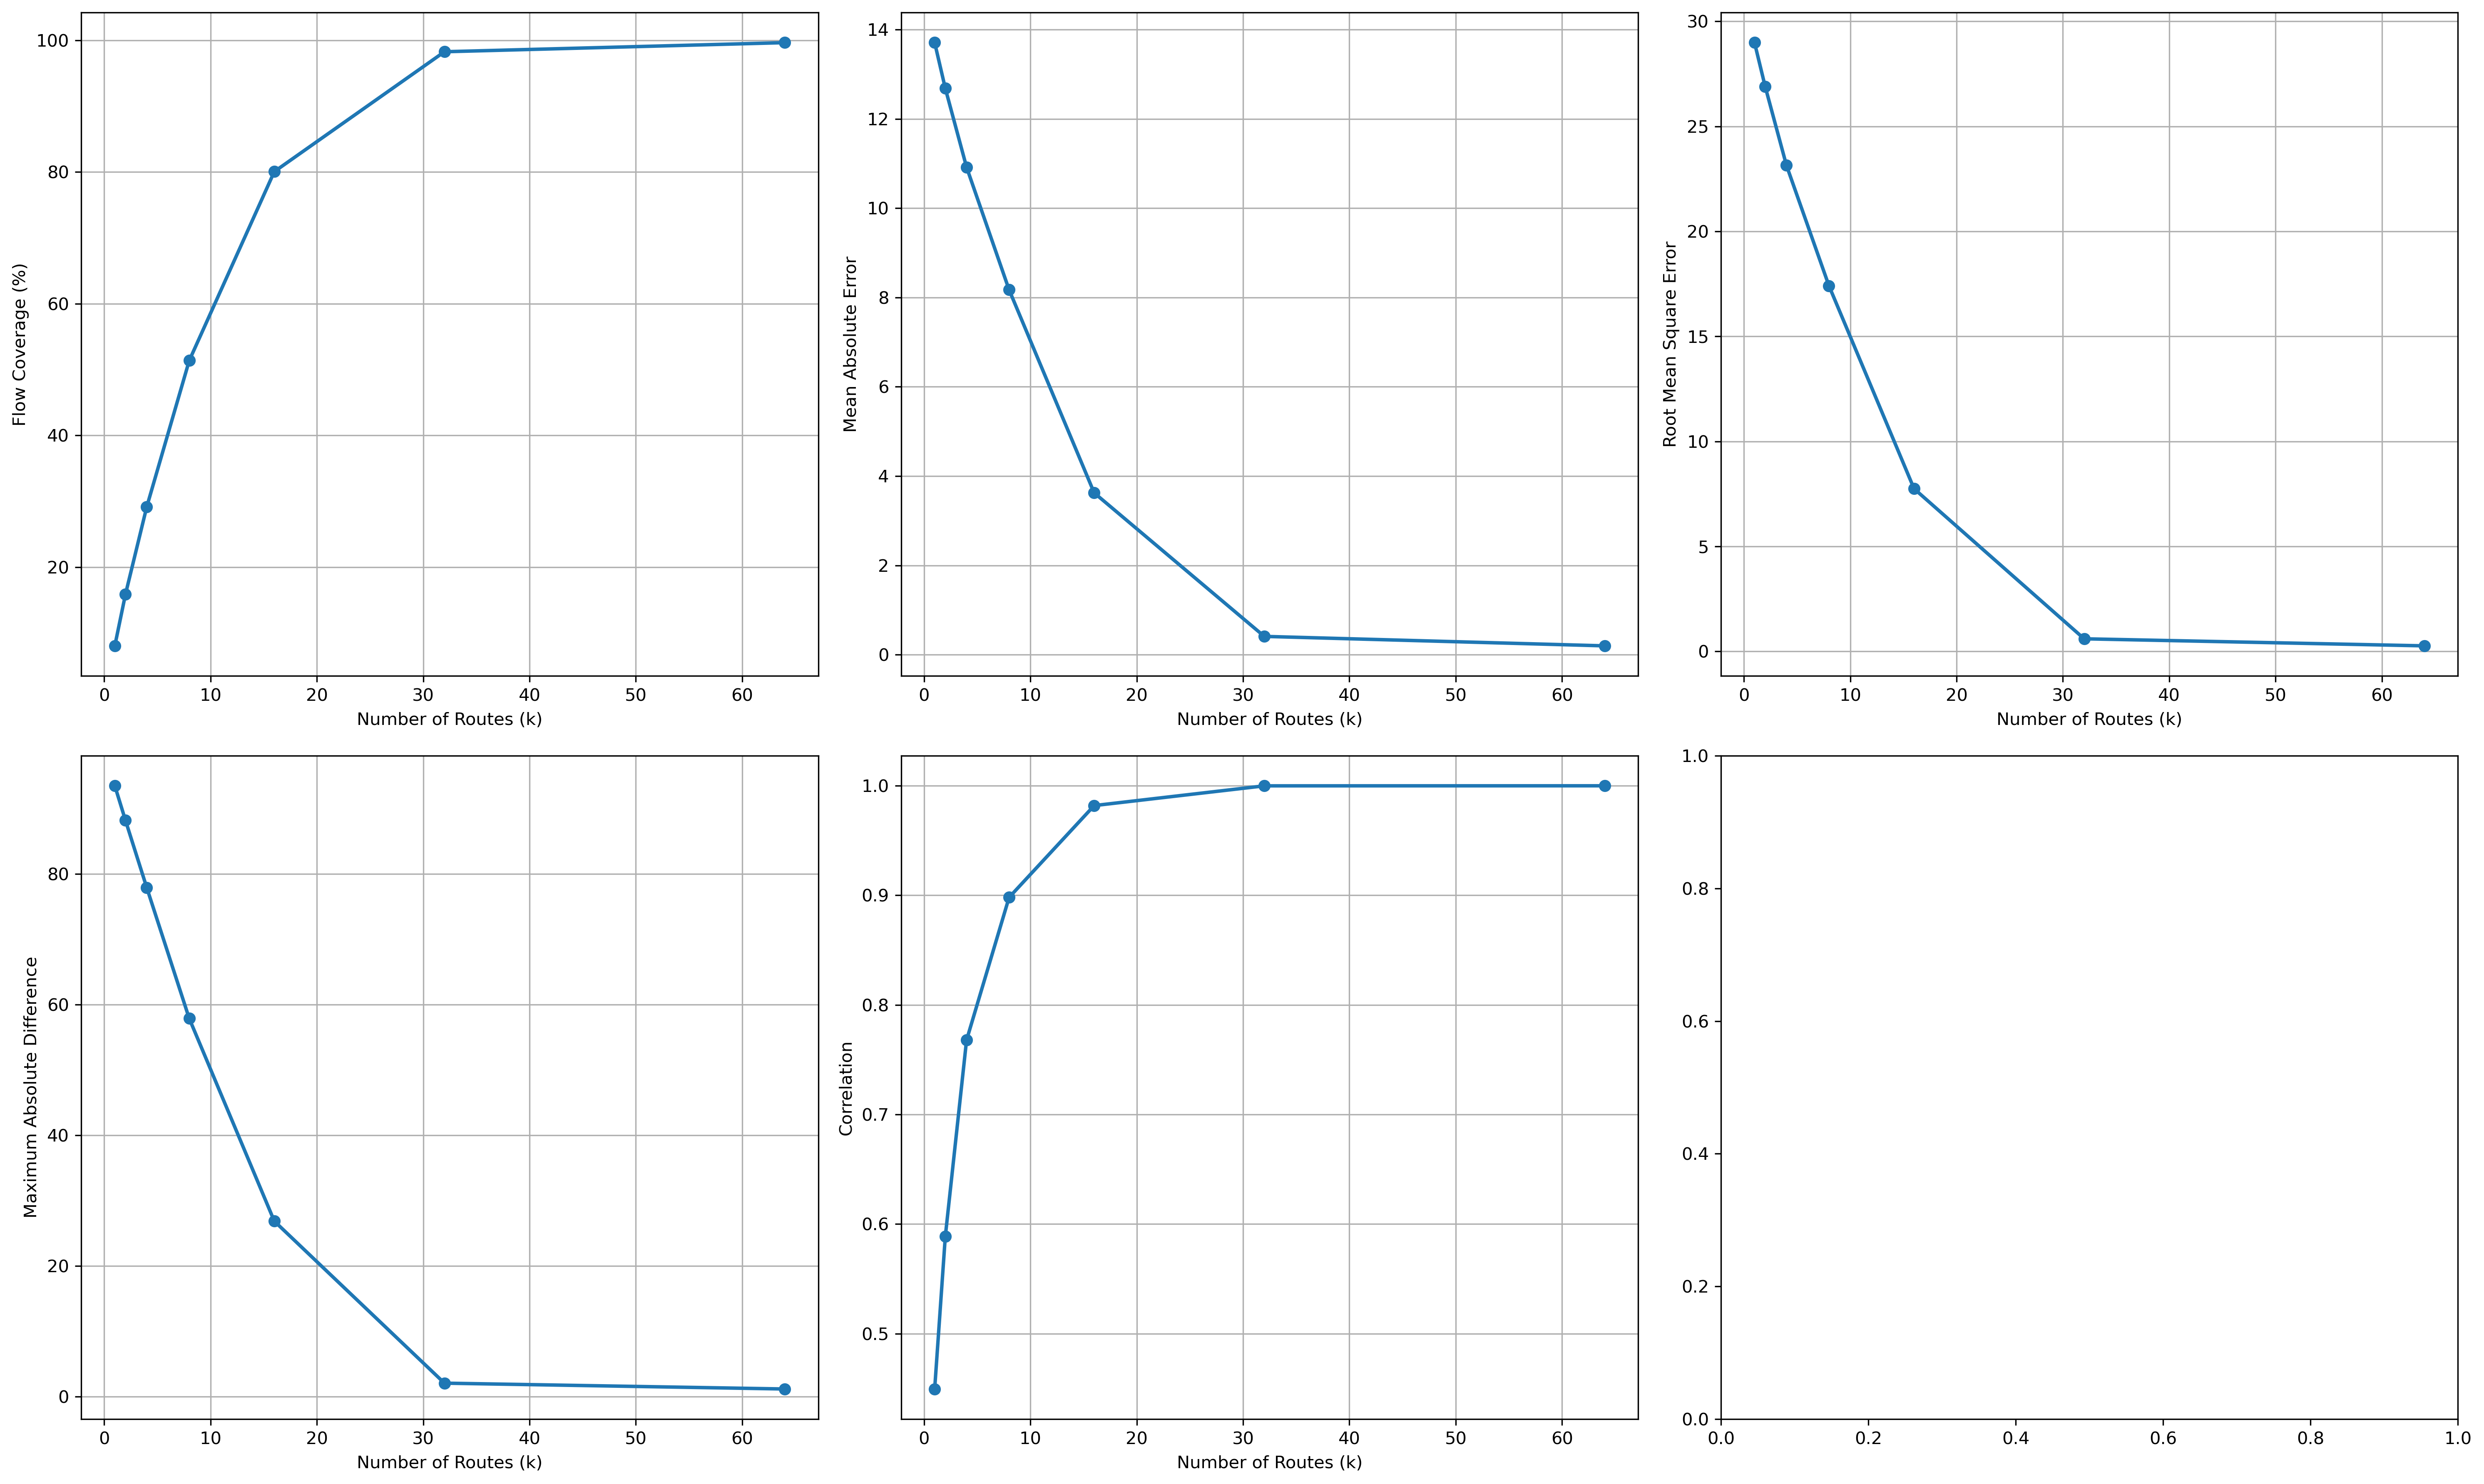 100
80
60
40
20
Flow Coverage (%)
0 10 20 30 40 50 60
Number of Routes (k)
14
12
10
8
6
4
2
0
Mean Absolute Error
0 10 20 30 40 50 60
Number of Routes (k)
30
25
20
15
10
5
0
Root Mean Square Error
0 10 20 30 40 50 60
Number of Routes (k)
80
60
40
20
0
Maximum Absolute Difference
0 10 20 30 40 50 60
Number of Routes (k)
1.0
0.9
0.8
0.7
0.6
0.5
Correlation
0 10 20 30 40 50 60
Number of Routes (k)
1.0
0.8
0.6
0.4
0.2
0.0
0.0 0.2 0.4 0.6 0.8 1.0